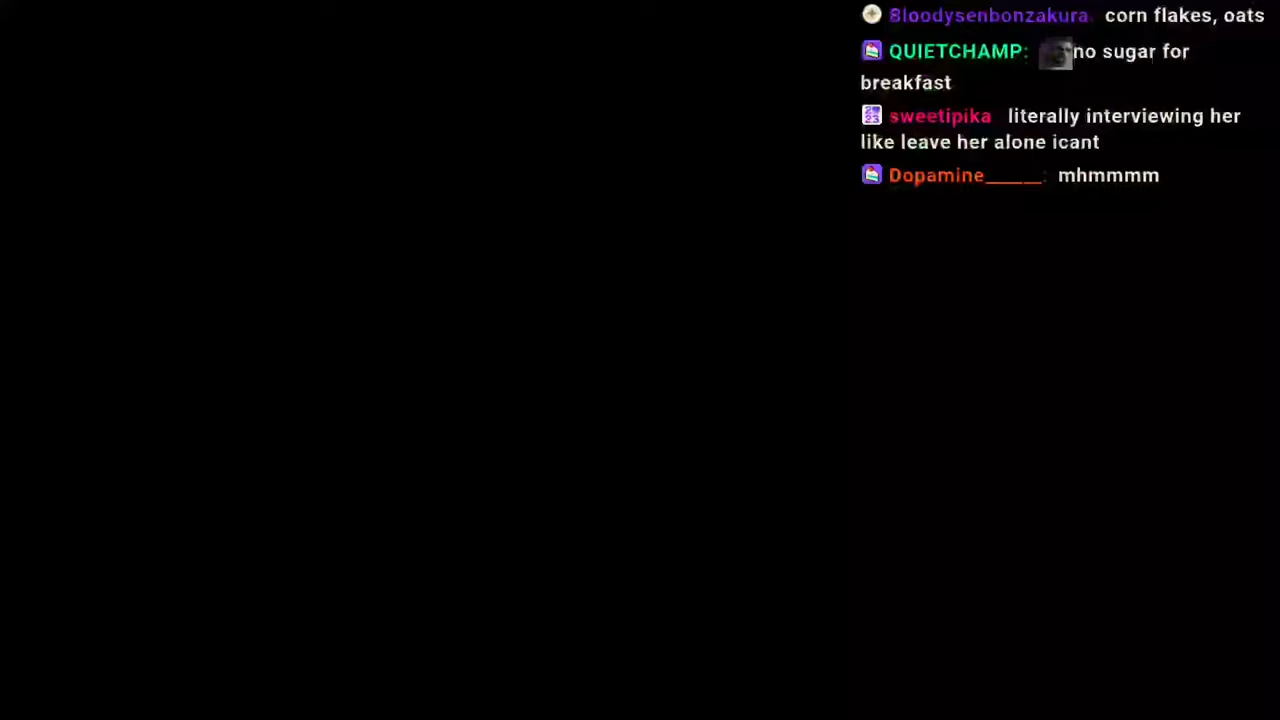 Bloodysenbonzakura: corn flakes, oats
QUIETCHAMP: no sugar for
breakfast
sweetipika: literally interviewing her
like leave her alone icant
Dopamine______: mhmmmm